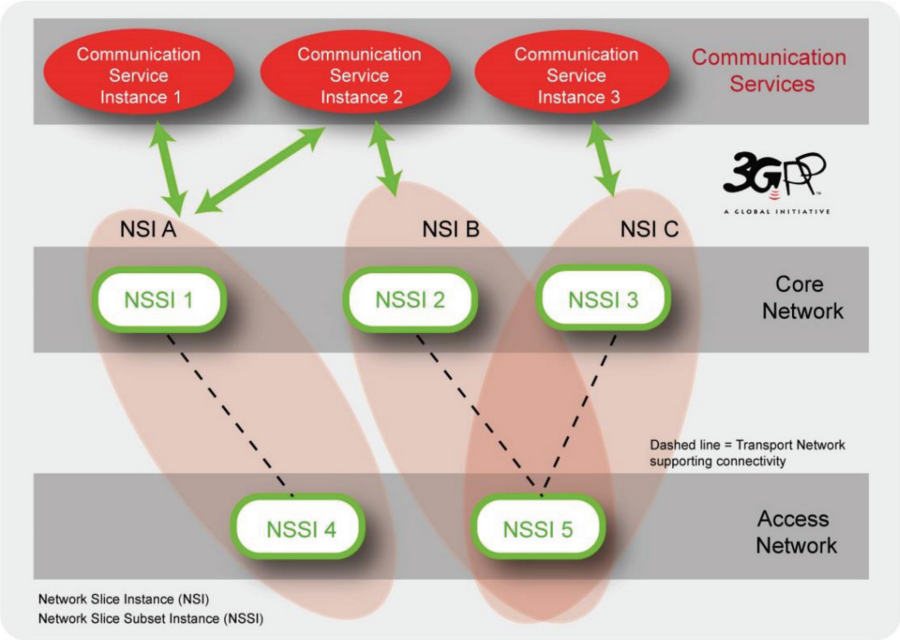 Communication
Service
Instance 1
Communication
Service
Instance 2
Communication
Service
Instance 3
Communication
Services
3GPP™
A GLOBAL INITIATIVE
NSI A
NSI B
NSI C
NSSI 1
NSSI 2
NSSI 3
Core
Network
Dashed line = Transport Network
supporting connectivity
NSSI 4
NSSI 5
Access
Network
Network Slice Instance (NSI)
Network Slice Subset Instance (NSSI)